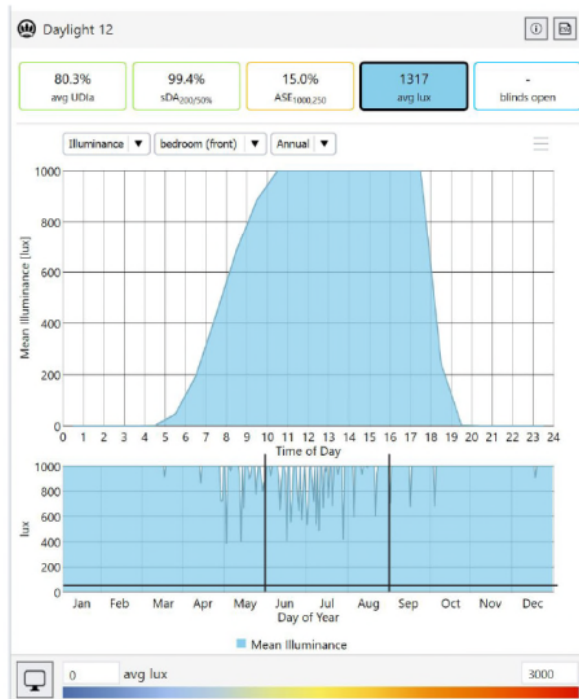 Daylight 12
80.3% 99.4% 15.0% 1317 -
avg UDIa sDA200/50% ASE1000,250 avg lux blinds open
Illuminance ▼ bedroom (front) ▼ Annual ▼
1000
800
600
400
200
0
Mean Illuminance [lux]
0 1 2 3 4 5 6 7 8 9 10 11 12 13 14 15 16 17 18 19 20 21 22 23 24
Time of Day
1000
800
600
400
200
0
lux
Jan Feb Mar Apr May Jun Jul Aug Sep Oct Nov Dec
Day of Year
Mean Illuminance
0 avg lux 3000